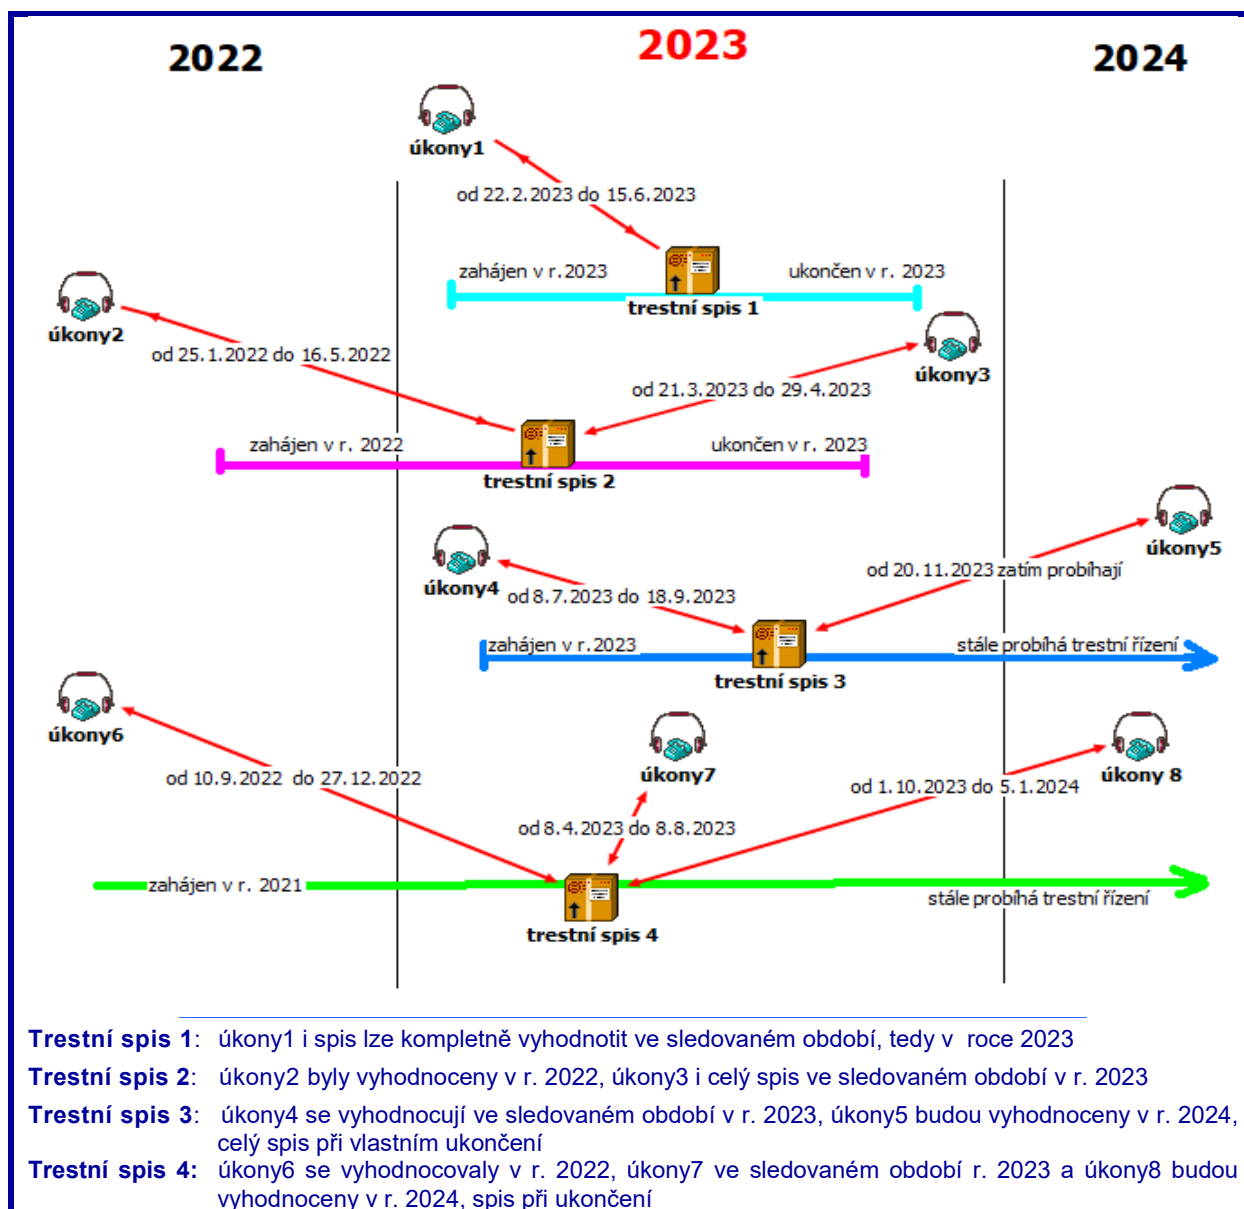 2022
2023
2024
úkony1
od 22.2.2023 do 15.6.2023
zahájen v r.2023
ukončen v r. 2023
trestní spis 1
úkony2
od 25.1.2022 do 16.5.2022
úkony3
od 21.3.2023 do 29.4.2023
zahájen v r. 2022
ukončen v r. 2023
trestní spis 2
úkony4
od 8.7.2023 do 18.9.2023
úkony5
od 20.11.2023 zatím probíhají
zahájen v r.2023
stále probíhá trestní řízení
trestní spis 3
úkony6
od 10.9.2022 do 27.12.2022
úkony7
od 8.4.2023 do 8.8.2023
úkony 8
od 1.10.2023 do 5.1.2024
zahájen v r. 2021
stále probíhá trestní řízení
trestní spis 4
Trestní spis 1: úkony1 i spis lze kompletně vyhodnotit ve sledovaném období, tedy v roce 2023
Trestní spis 2: úkony2 byly vyhodnoceny v r. 2022, úkony3 i celý spis ve sledovaném období v r. 2023
Trestní spis 3: úkony4 se vyhodnocují ve sledovaném období v r. 2023, úkony5 budou vyhodnoceny v r. 2024,
celý spis při vlastním ukončení
Trestní spis 4: úkony6 se vyhodnocovaly v r. 2022, úkony7 ve sledovaném období r. 2023 a úkony8 budou
vyhodnoceny v r. 2024, spis při ukončení